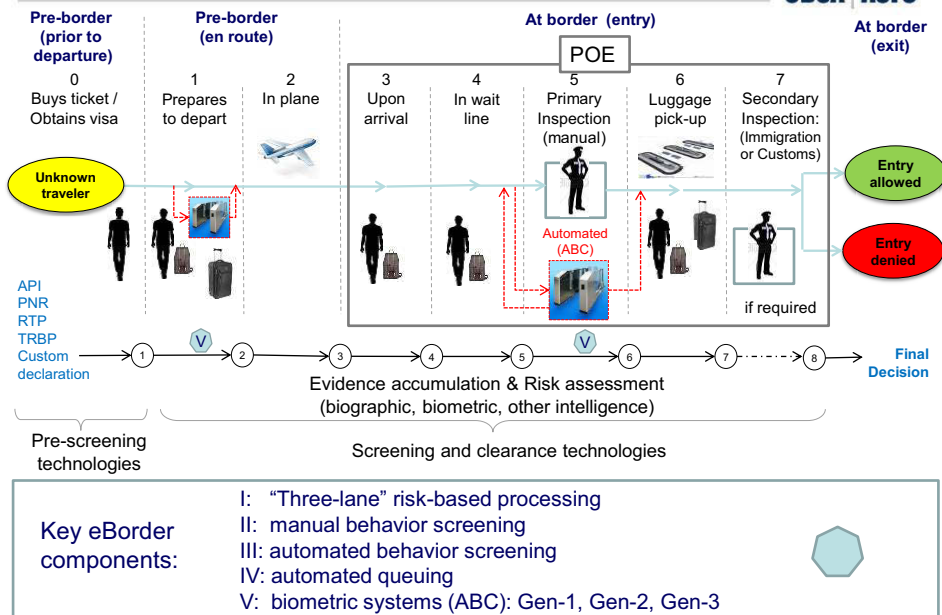 Pre-border
(prior to
departure)
Pre-border
(en route)
At border (entry)
At border
(exit)
POE
0
Buys ticket /
Obtains visa
1
Prepares
to depart
2
In plane
3
Upon
arrival
4
In wait
line
5
Primary
Inspection
(manual)
6
Luggage
pick-up
7
Secondary
Inspection:
(Immigration
or Customs)
Unknown
traveler
Automated
(ABC)
Entry
allowed
Entry
denied
if required
API
PNR
RTP
TRBP
Custom
declaration
1
V
2
3
4
5
V
6
7
8
Final
Decision
Evidence accumulation & Risk assessment
(biographic, biometric, other intelligence)
Pre-screening
technologies
Screening and clearance technologies
Key eBorder
components:
I: “Three-lane” risk-based processing
II: manual behavior screening
III: automated behavior screening
IV: automated queuing
V: biometric systems (ABC): Gen-1, Gen-2, Gen-3